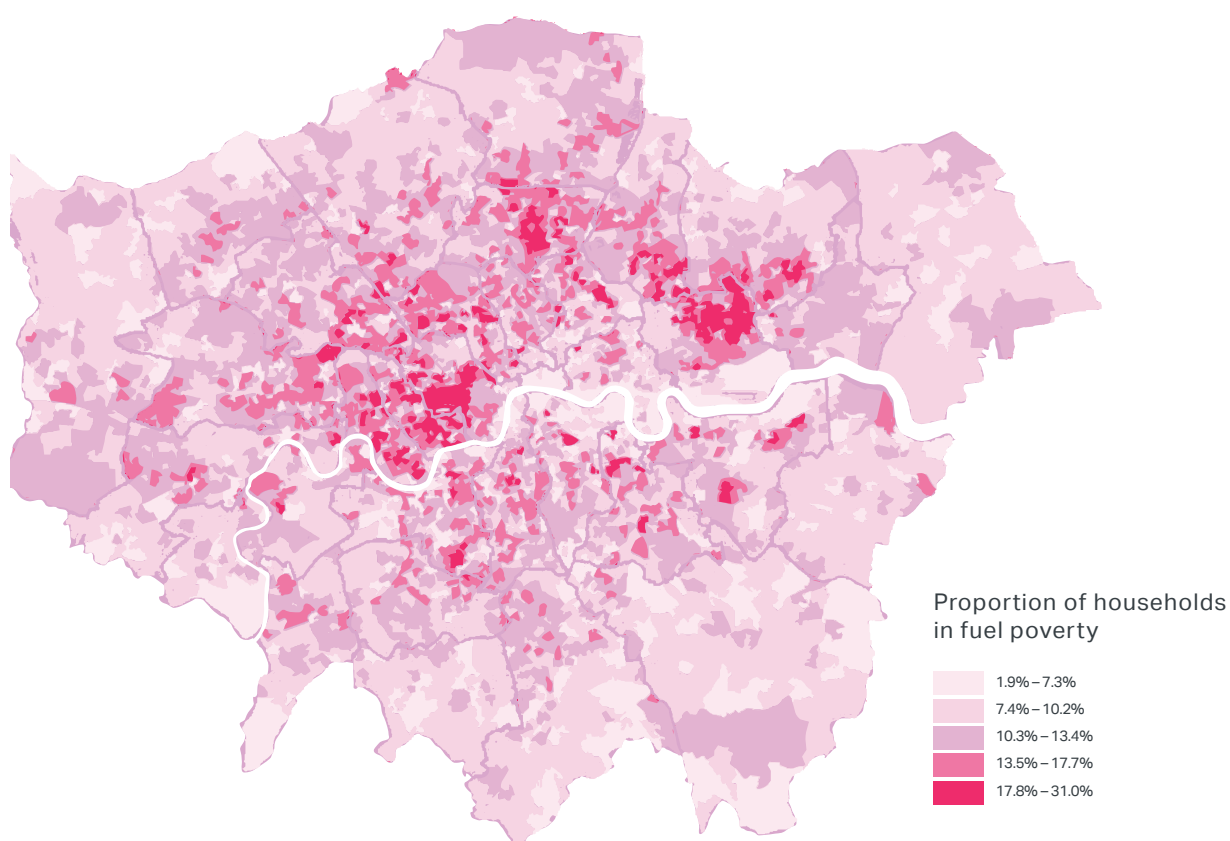 Proportion of households
in fuel poverty
1.9% – 7.3%
7.4% – 10.2%
10.3% – 13.4%
13.5% – 17.7%
17.8% – 31.0%